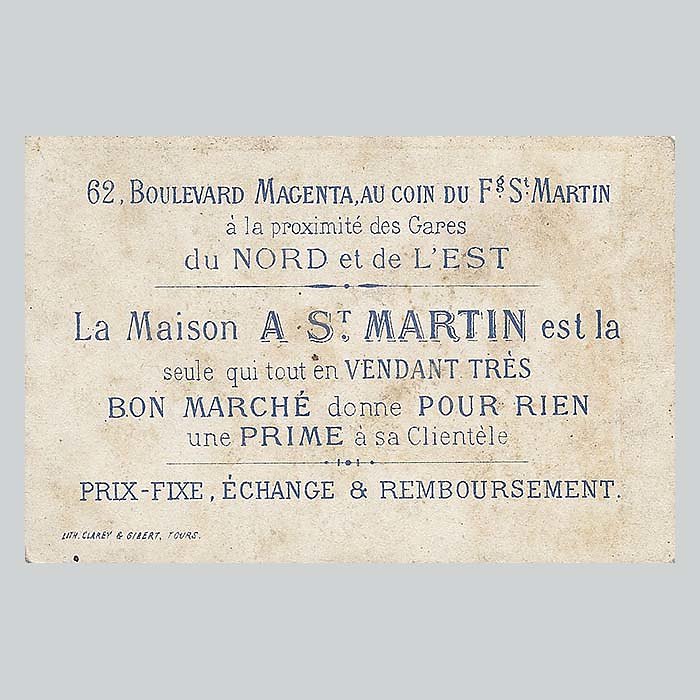 62, BOULEVARD MAGENTA, AU COIN DU Fg. St. MARTIN
à la proximité des Gares
du NORD et de L'EST
La Maison A ST. MARTIN est la
seule qui tout en VENDANT TRÈS
BON MARCHÉ donne POUR RIEN
une PRIME à sa Clientèle
PRIX-FIXE, ÉCHANGE & REMBOURSEMENT.
LITH. CLAREY & GIBERT, TOURS.